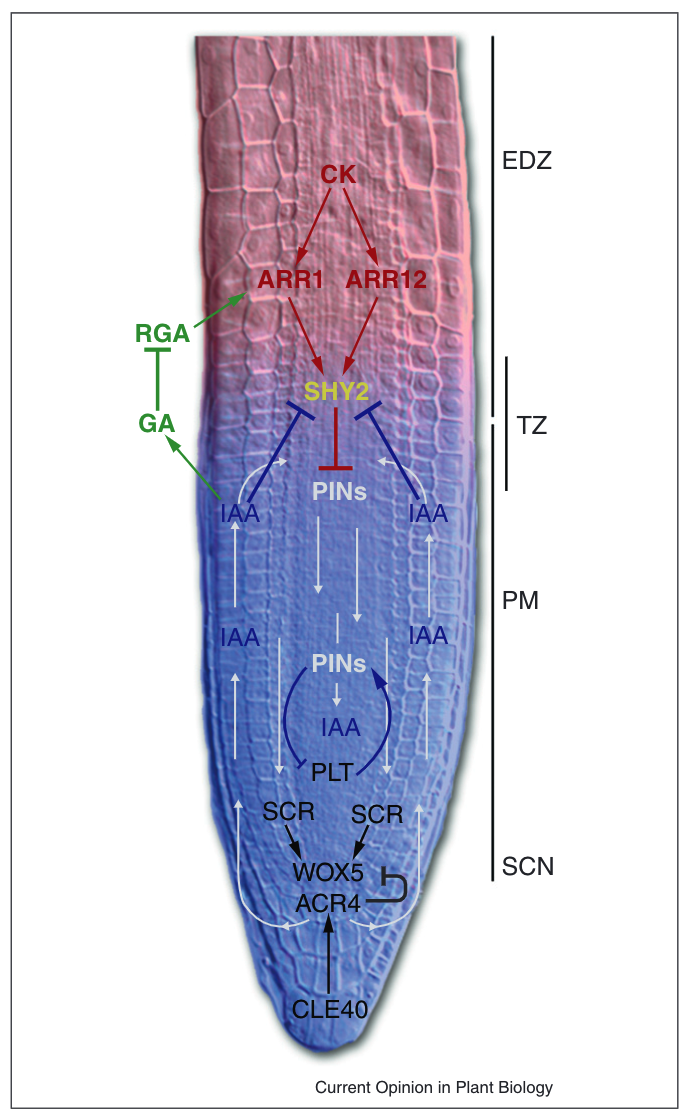 EDZ
CK
ARR1 ARR12
RGA
SHY2
GA
TZ
PINs
IAA IAA
PM
IAA IAA
PINs
IAA
PLT
SCR SCR
WOX5
SCN
ACR4
CLE40
Current Opinion in Plant Biology